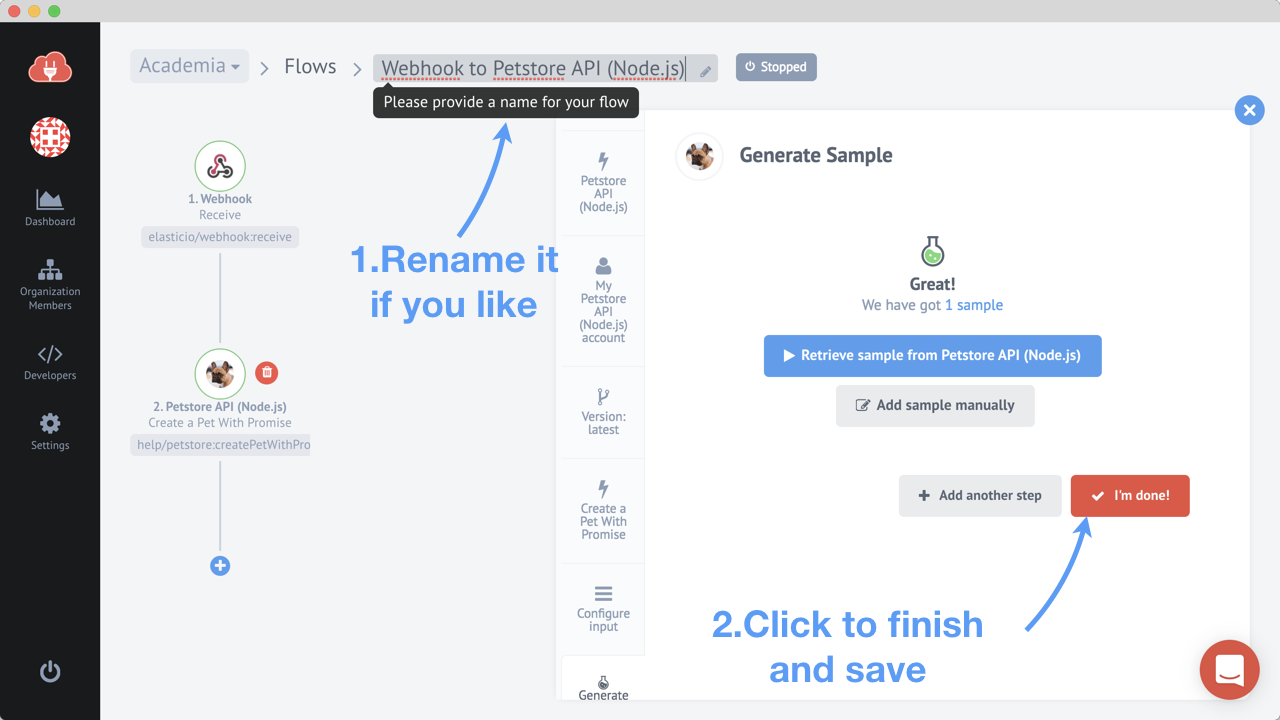 Academia
Flows
Webhook to Petstore API (Node.js)
Stopped
Please provide a name for your flow
Dashboard
Organization
Members
Developers
Settings
1. Webhook
Receive
elasticio/webhook:receive
2. Petstore API (Node.js)
Create a Pet With Promise
help/petstore:createPetWithPro
1.Rename it
if you like
Petstore
API
(Node.js)
My
Petstore
API
(Node.js)
account
Version:
latest
Create a
Pet With
Promise
Configure
input
Generate
Generate Sample
Great!
We have got 1 sample
Retrieve sample from Petstore API (Node.js)
Add sample manually
Add another step
I'm done!
2.Click to finish
and save